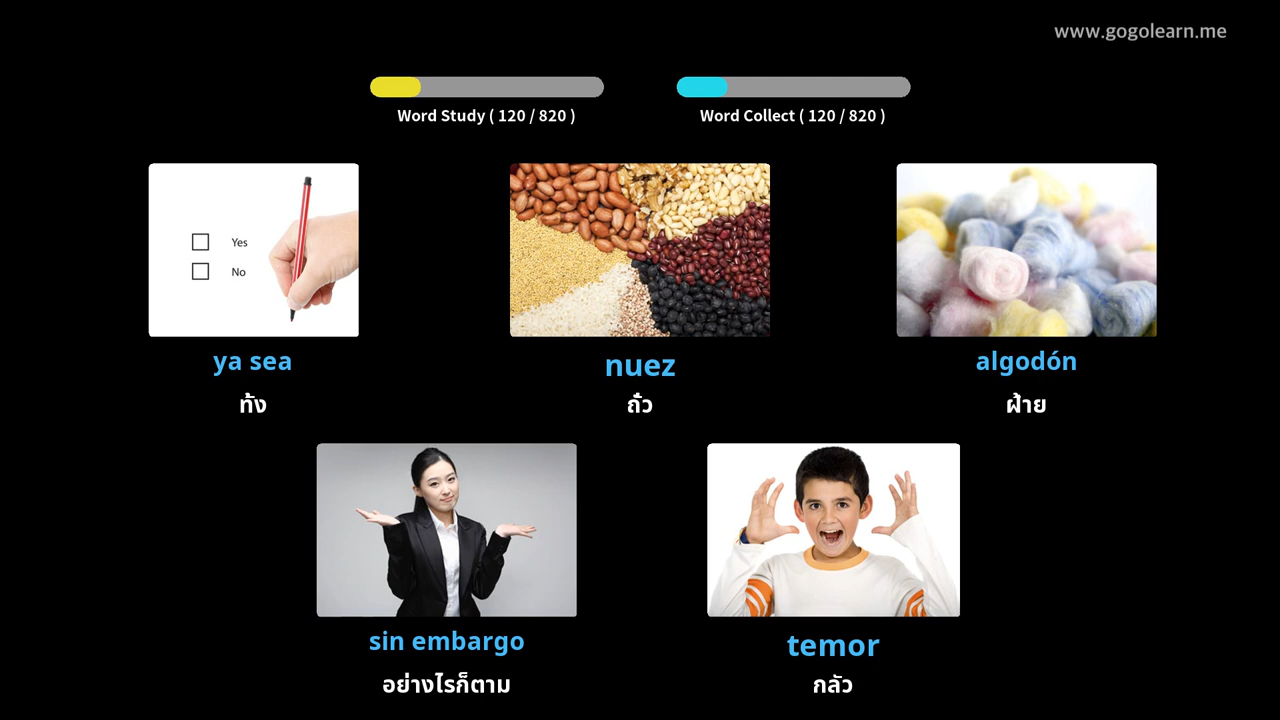 www.gogolearn.me
Word Study ( 120 / 820 )
Word Collect ( 120 / 820 )
Yes
No
ya sea
ทั้ง
nuez
ถั่ว
algodón
ฝ้าย
sin embargo
อย่างไรก็ตาม
temor
กลัว